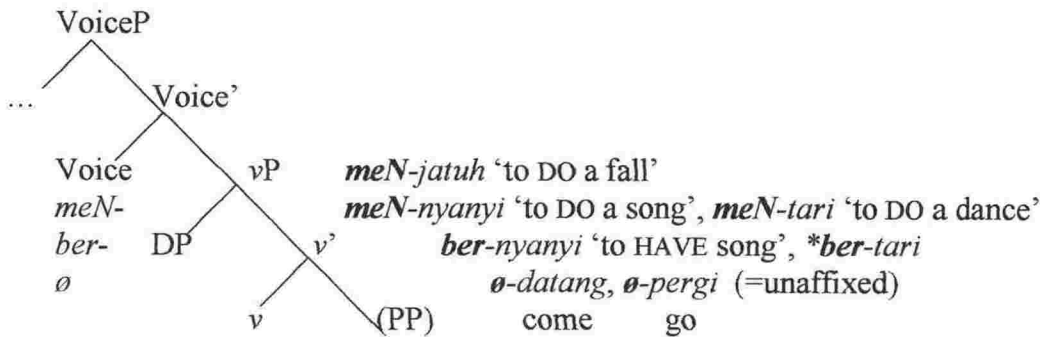 VoiceP
... Voice’
Voice vP meN-jatuh ‘to DO a fall’
meN- meN-nyanyi ‘to DO a song’, meN-tari ‘to DO a dance’
ber- DP v’ ber-nyanyi ‘to HAVE song’, *ber-tari
ø ø-datang, ø-pergi (=unaffixed)
v (PP) come go